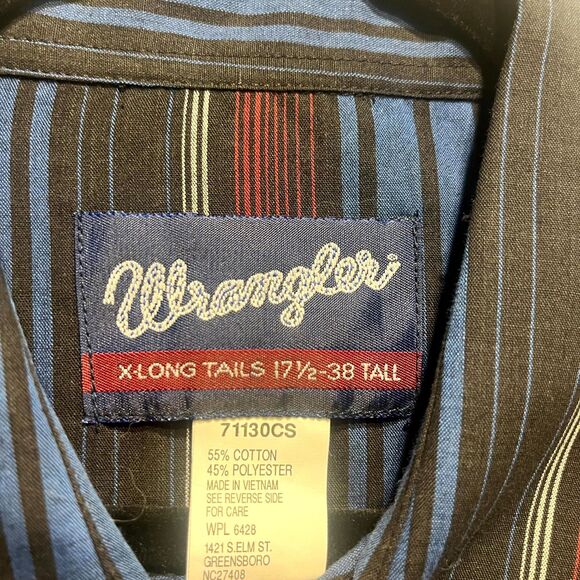 Wrangler
X-LONG TAILS 17½-38 TALL
71130CS
55% COTTON
45% POLYESTER
MADE IN VIETNAM
SEE REVERSE SIDE
FOR CARE
WPL 6428
1421 S.ELM ST.
GREENSBORO
NC27408